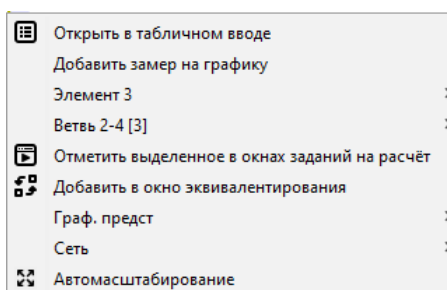 Открыть в табличном вводе
Добавить замер на графику
Элемент 3
Ветвь 2-4 [3]
Отметить выделенное в окнах заданий на расчёт
Добавить в окно эквивалентирования
Граф. предст
Сеть
Автомасштабирование